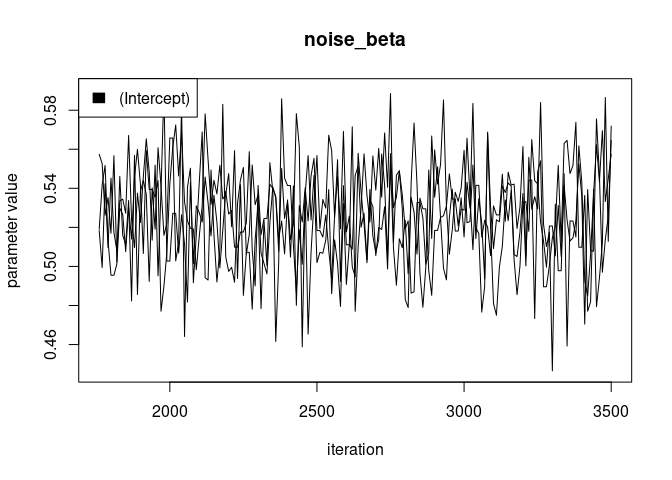 noise_beta
(Intercept)
parameter value
0.58
0.54
0.50
0.46
2000 2500 3000 3500
iteration